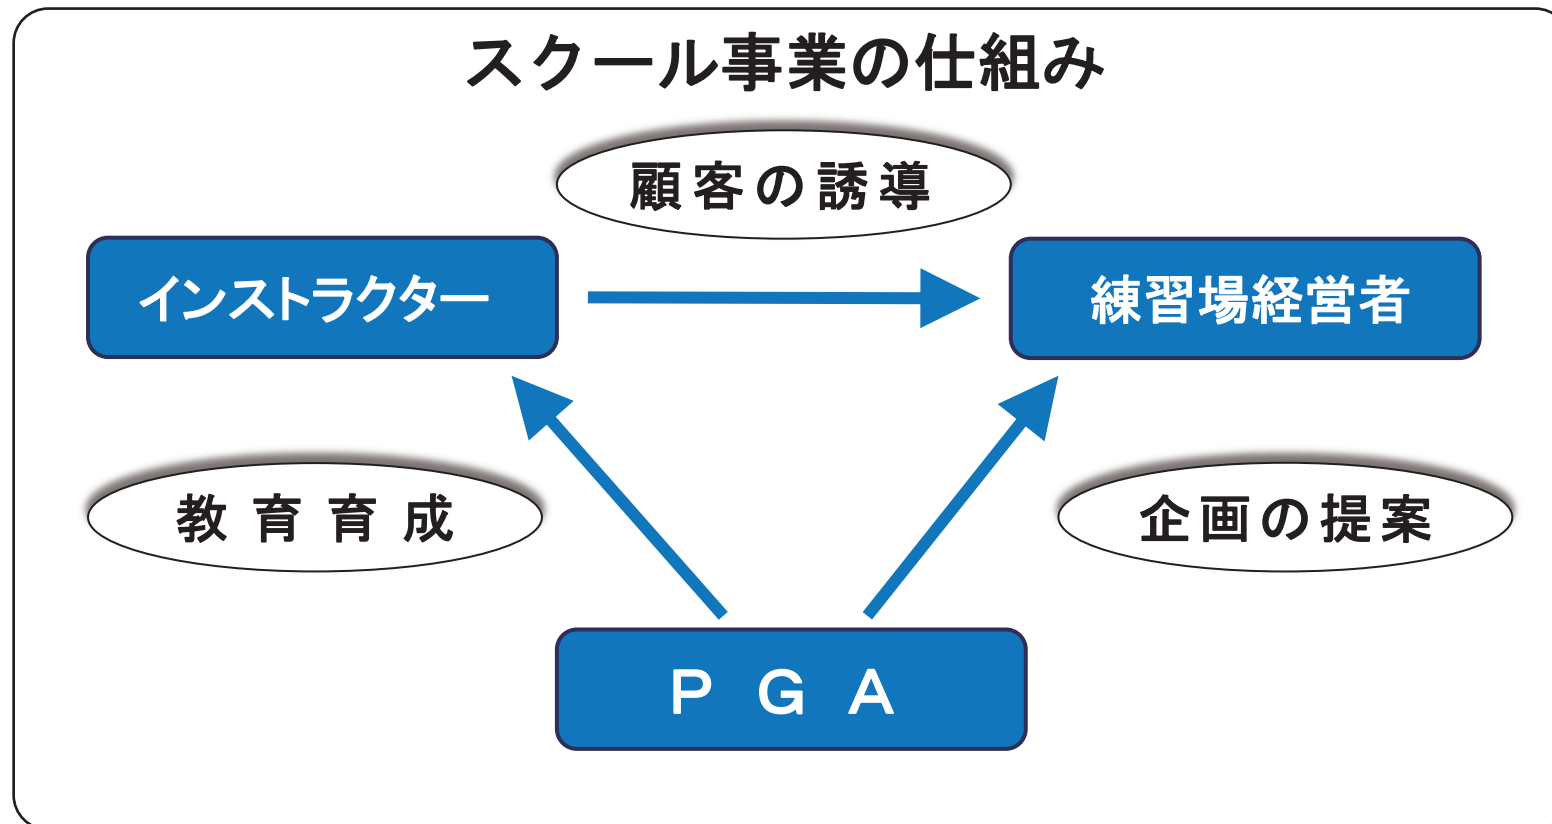 スクール事業の仕組み
顧客の誘導
インストラクター
練習場経営者
教育育成
企画の提案
ＰＧＡ